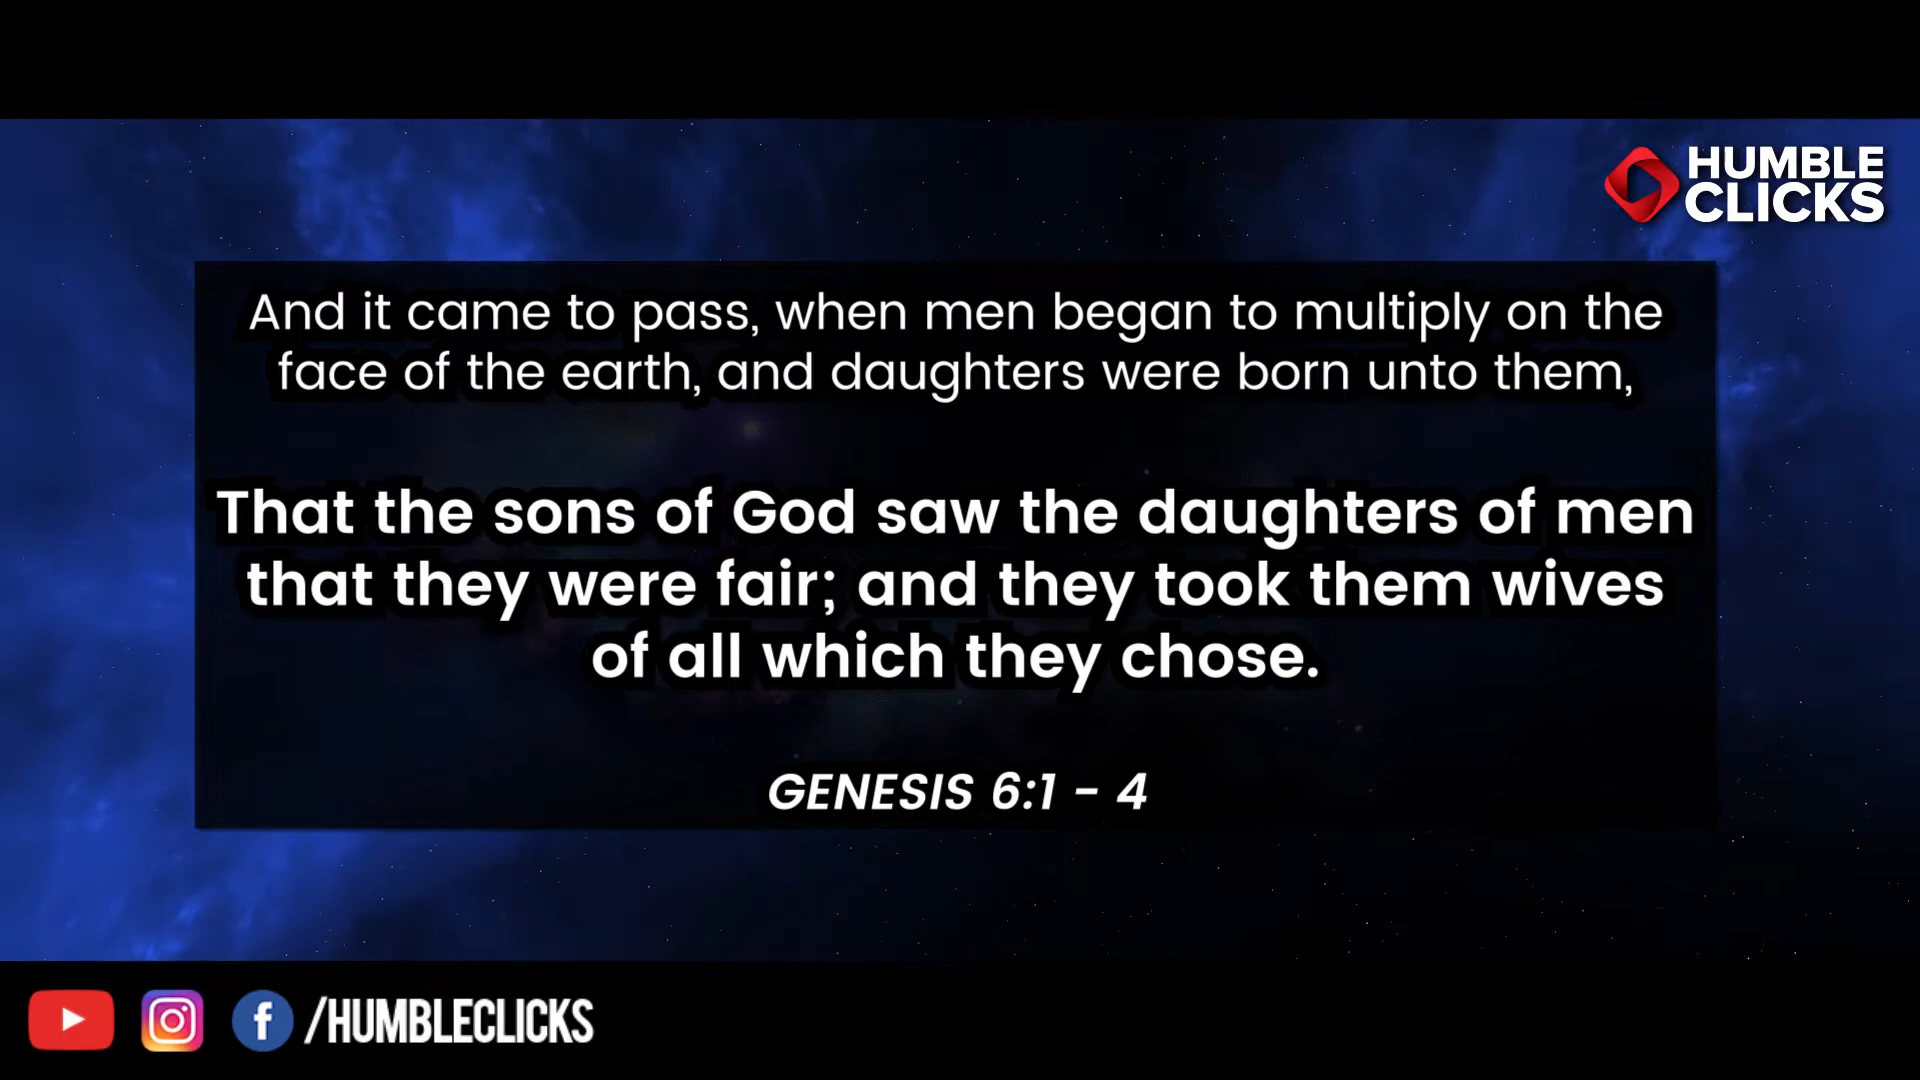 HUMBLE
CLICKS
And it came to pass, when men began to multiply on the
face of the earth, and daughters were born unto them,
That the sons of God saw the daughters of men
that they were fair; and they took them wives
of all which they chose.
GENESIS 6:1 - 4
/HUMBLECLICKS